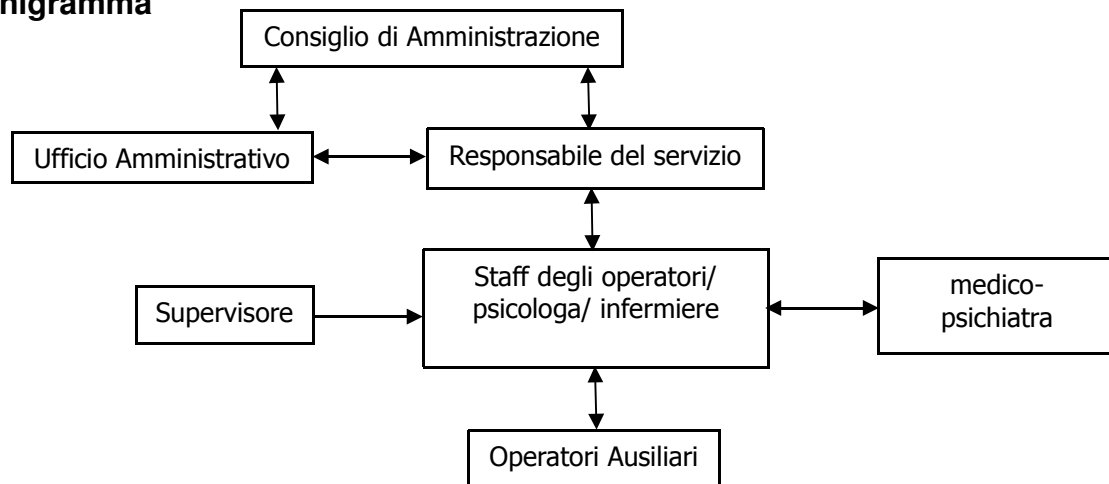 nigramma
Consiglio di Amministrazione
Ufficio Amministrativo
Responsabile del servizio
Staff degli operatori/
psicologa/ infermiere
medico-
psichiatra
Supervisore
Operatori Ausiliari